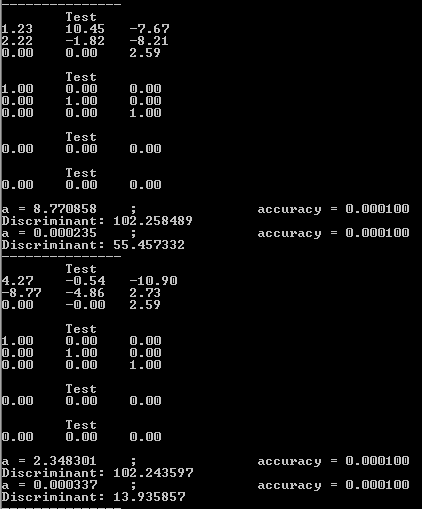 ---------------
Test
1.23 10.45 -7.67
2.22 -1.82 -8.21
0.00 0.00 2.59
Test
1.00 0.00 0.00
0.00 1.00 0.00
0.00 0.00 1.00
Test
0.00 0.00 0.00
Test
0.00 0.00 0.00
a = 8.770858 ; accuracy = 0.000100
Discriminant: 102.258489
a = 0.000235 ; accuracy = 0.000100
Discriminant: 55.457332
---------------
Test
4.27 -0.54 -10.90
-8.77 -4.86 2.73
0.00 -0.00 2.59
Test
1.00 0.00 0.00
0.00 1.00 0.00
0.00 0.00 1.00
Test
0.00 0.00 0.00
Test
0.00 0.00 0.00
a = 2.348301 ; accuracy = 0.000100
Discriminant: 102.243597
a = 0.000337 ; accuracy = 0.000100
Discriminant: 13.935857
---------------